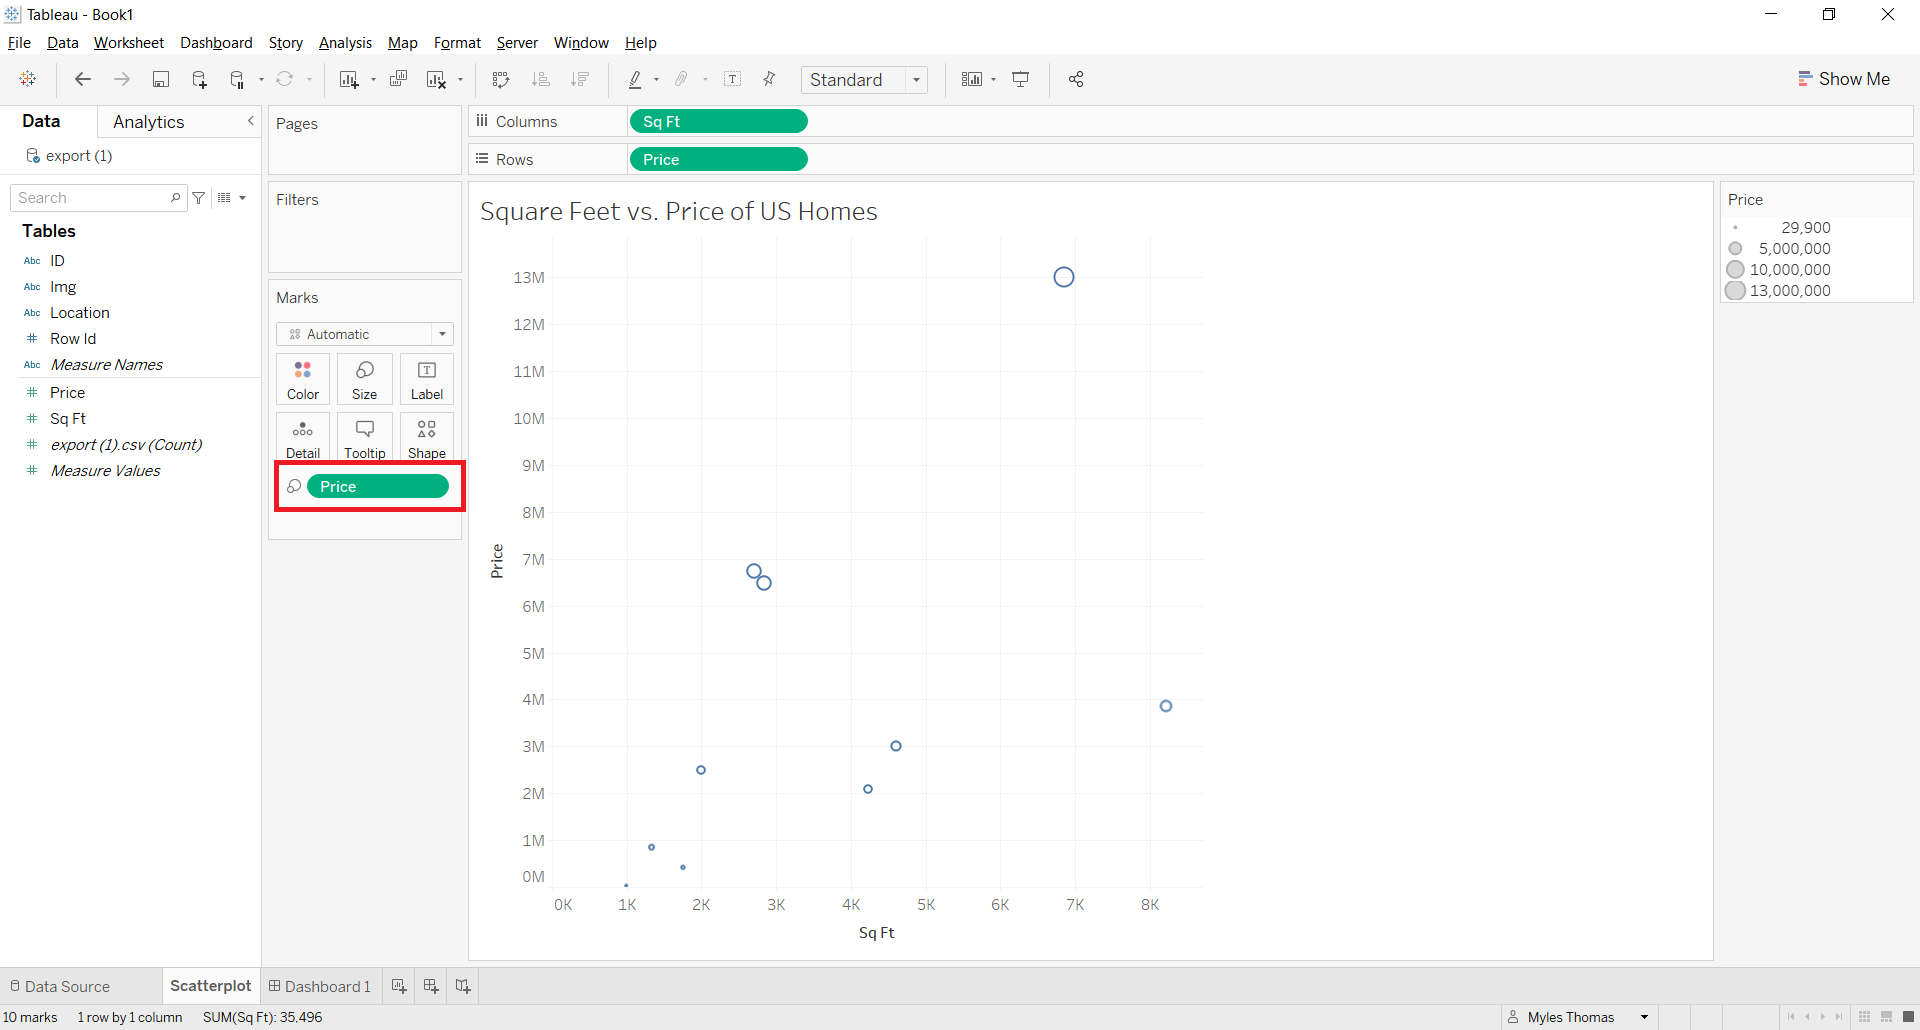 Tableau - Book1
File Data Worksheet Dashboard Story Analysis Map Format Server Window Help
Standard
Show Me
Data Analytics
export (1)
Search
Tables
Abc ID
Abc Img
Abc Location
# Row Id
Abc Measure Names
# Price
# Sq Ft
# export (1).csv (Count)
# Measure Values
Pages
Filters
Marks
Automatic
Color Size Label
Detail Tooltip Shape
Price
Columns Sq Ft
Rows Price
Square Feet vs. Price of US Homes
13M
12M
11M
10M
9M
8M
7M
6M
5M
4M
3M
2M
1M
0M
Price
0K 1K 2K 3K 4K 5K 6K 7K 8K
Sq Ft
Price
29,900
5,000,000
10,000,000
13,000,000
Data Source Scatterplot Dashboard 1
10 marks 1 row by 1 column SUM(Sq Ft): 35,496 Myles Thomas